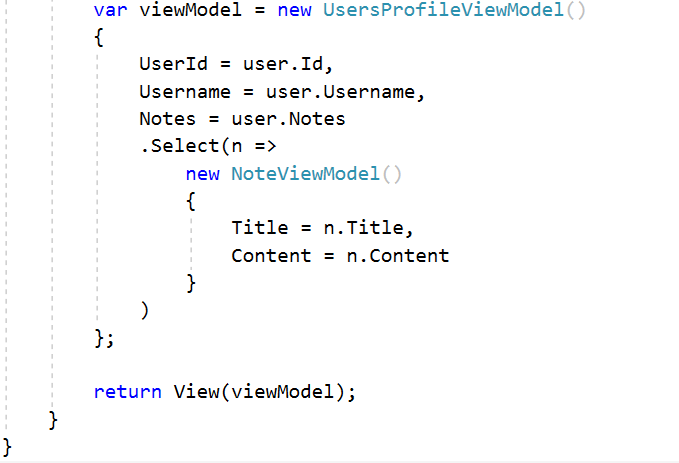 var viewModel = new UsersProfileViewModel()
{
UserId = user.Id,
Username = user.Username,
Notes = user.Notes
.Select(n =>
new NoteViewModel()
{
Title = n.Title,
Content = n.Content
}
)
};
return View(viewModel);
}
}